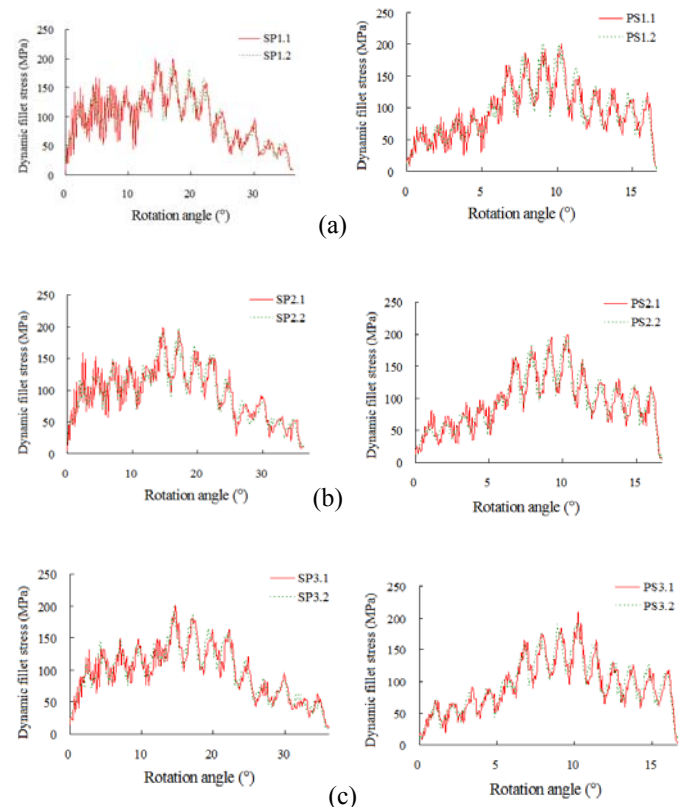 SP1.1
SP1.2
Dynamic fillet stress (MPa)
250
200
150
100
50
0
0 10 20 30
Rotation angle (°)
PS1.1
PS1.2
Dynamic fillet stress (MPa)
250
200
150
100
50
0
0 5 10 15
Rotation angle (°)
(a)
SP2.1
SP2.2
Dynamic fillet stress (MPa)
250
200
150
100
50
0
0 10 20 30
Rotation angle (°)
PS2.1
PS2.2
Dynamic fillet stress (MPa)
250
200
150
100
50
0
0 5 10 15
Rotation angle (°)
(b)
SP3.1
SP3.2
Dynamic fillet stress (MPa)
250
200
150
100
50
0
0 10 20 30
Rotation angle (°)
PS3.1
PS3.2
Dynamic fillet stress (MPa)
250
200
150
100
50
0
0 5 10 15
Rotation angle (°)
(c)